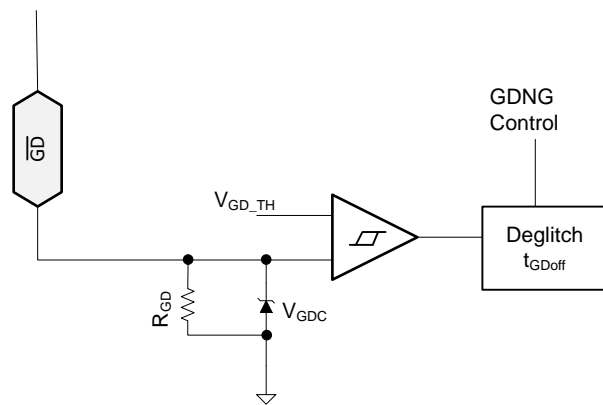 GDNG
Control
GD
V_GD_TH
Deglitch
t_GDoff
R_GD
V_GDC